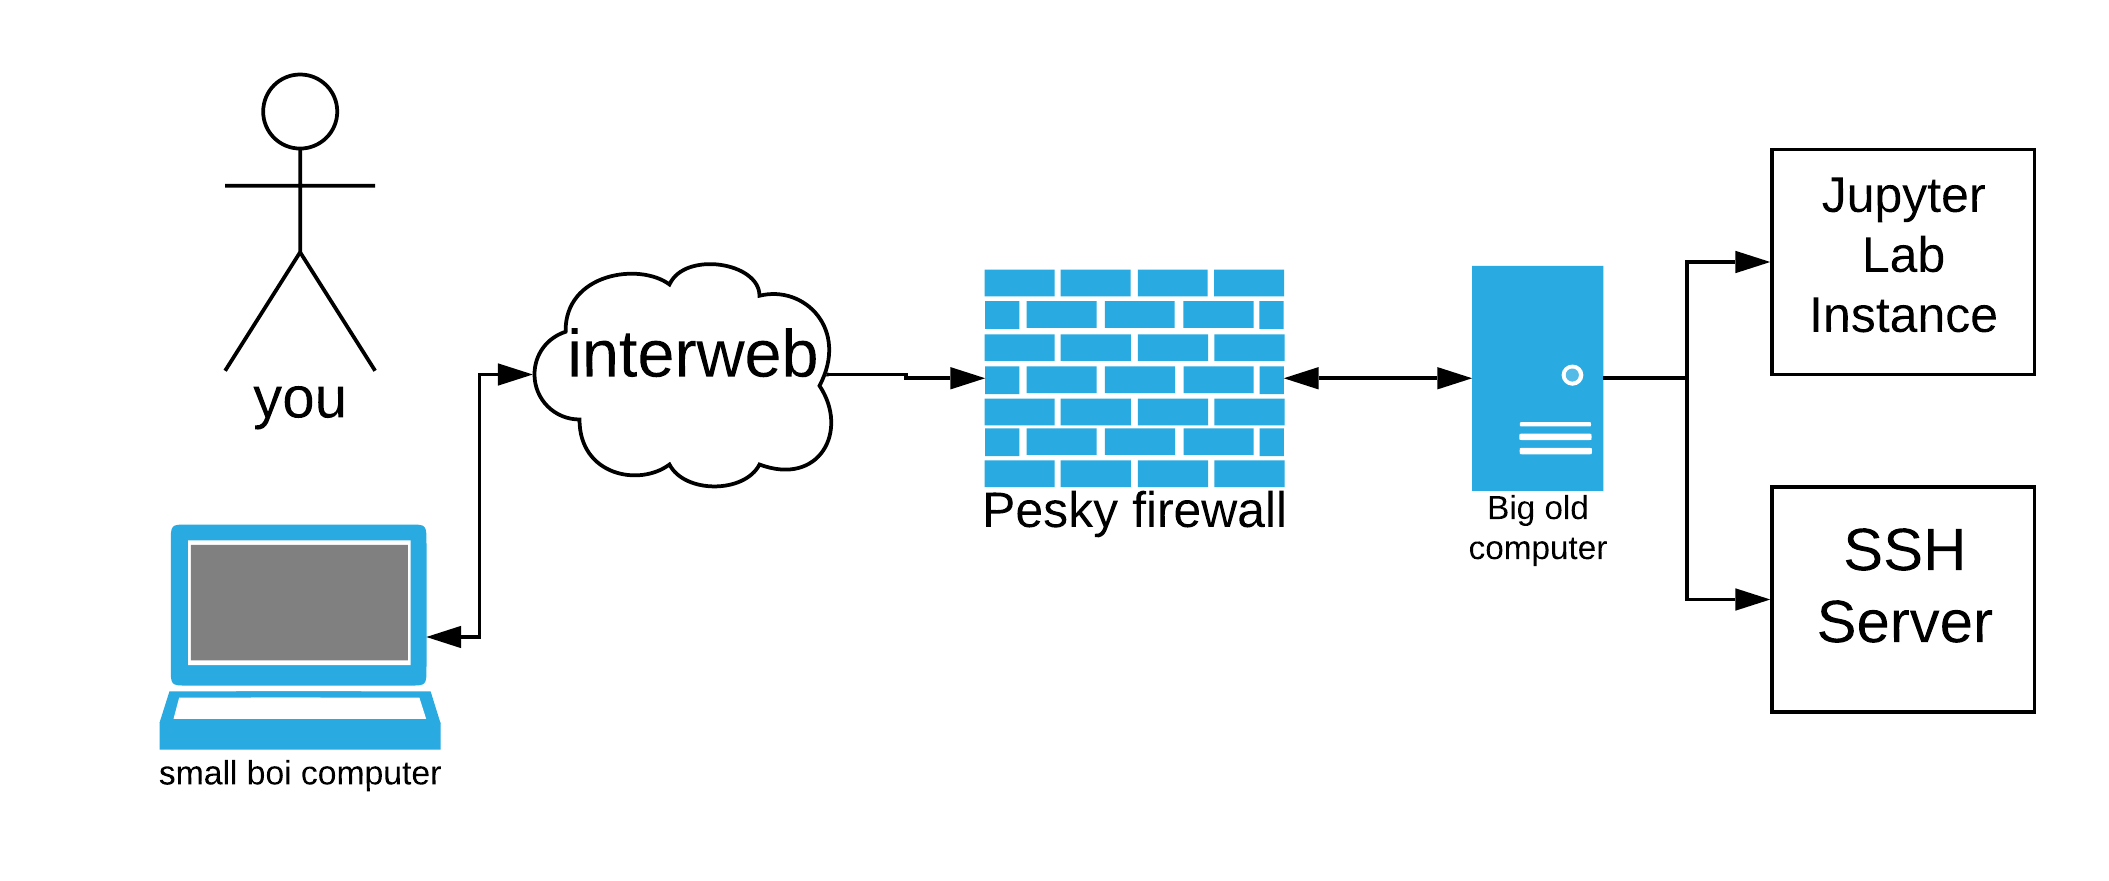 you
small boi computer
interweb
Pesky firewall
Big old
computer
Jupyter
Lab
Instance
SSH
Server